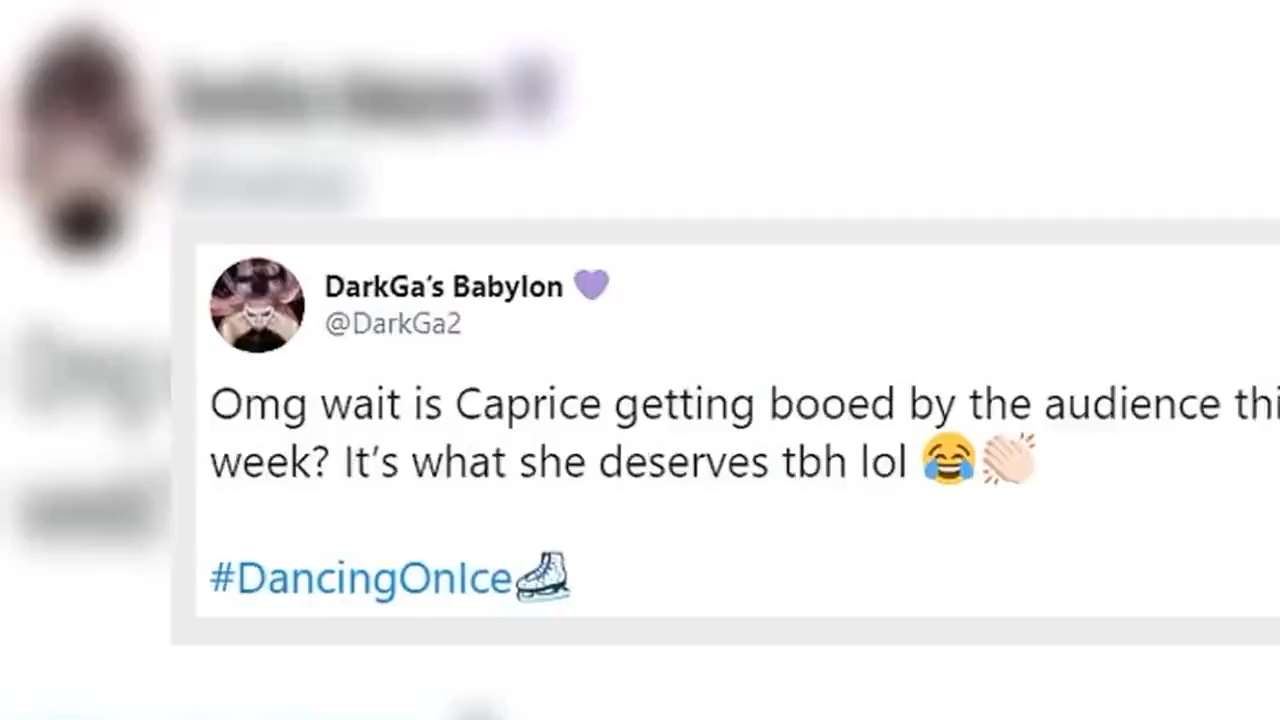 DarkGa's Babylon 💜
@DarkGa2
Omg wait is Caprice getting booed by the audience thi
week? It's what she deserves tbh lol 😂👏🏻
#DancingOnIce⛸